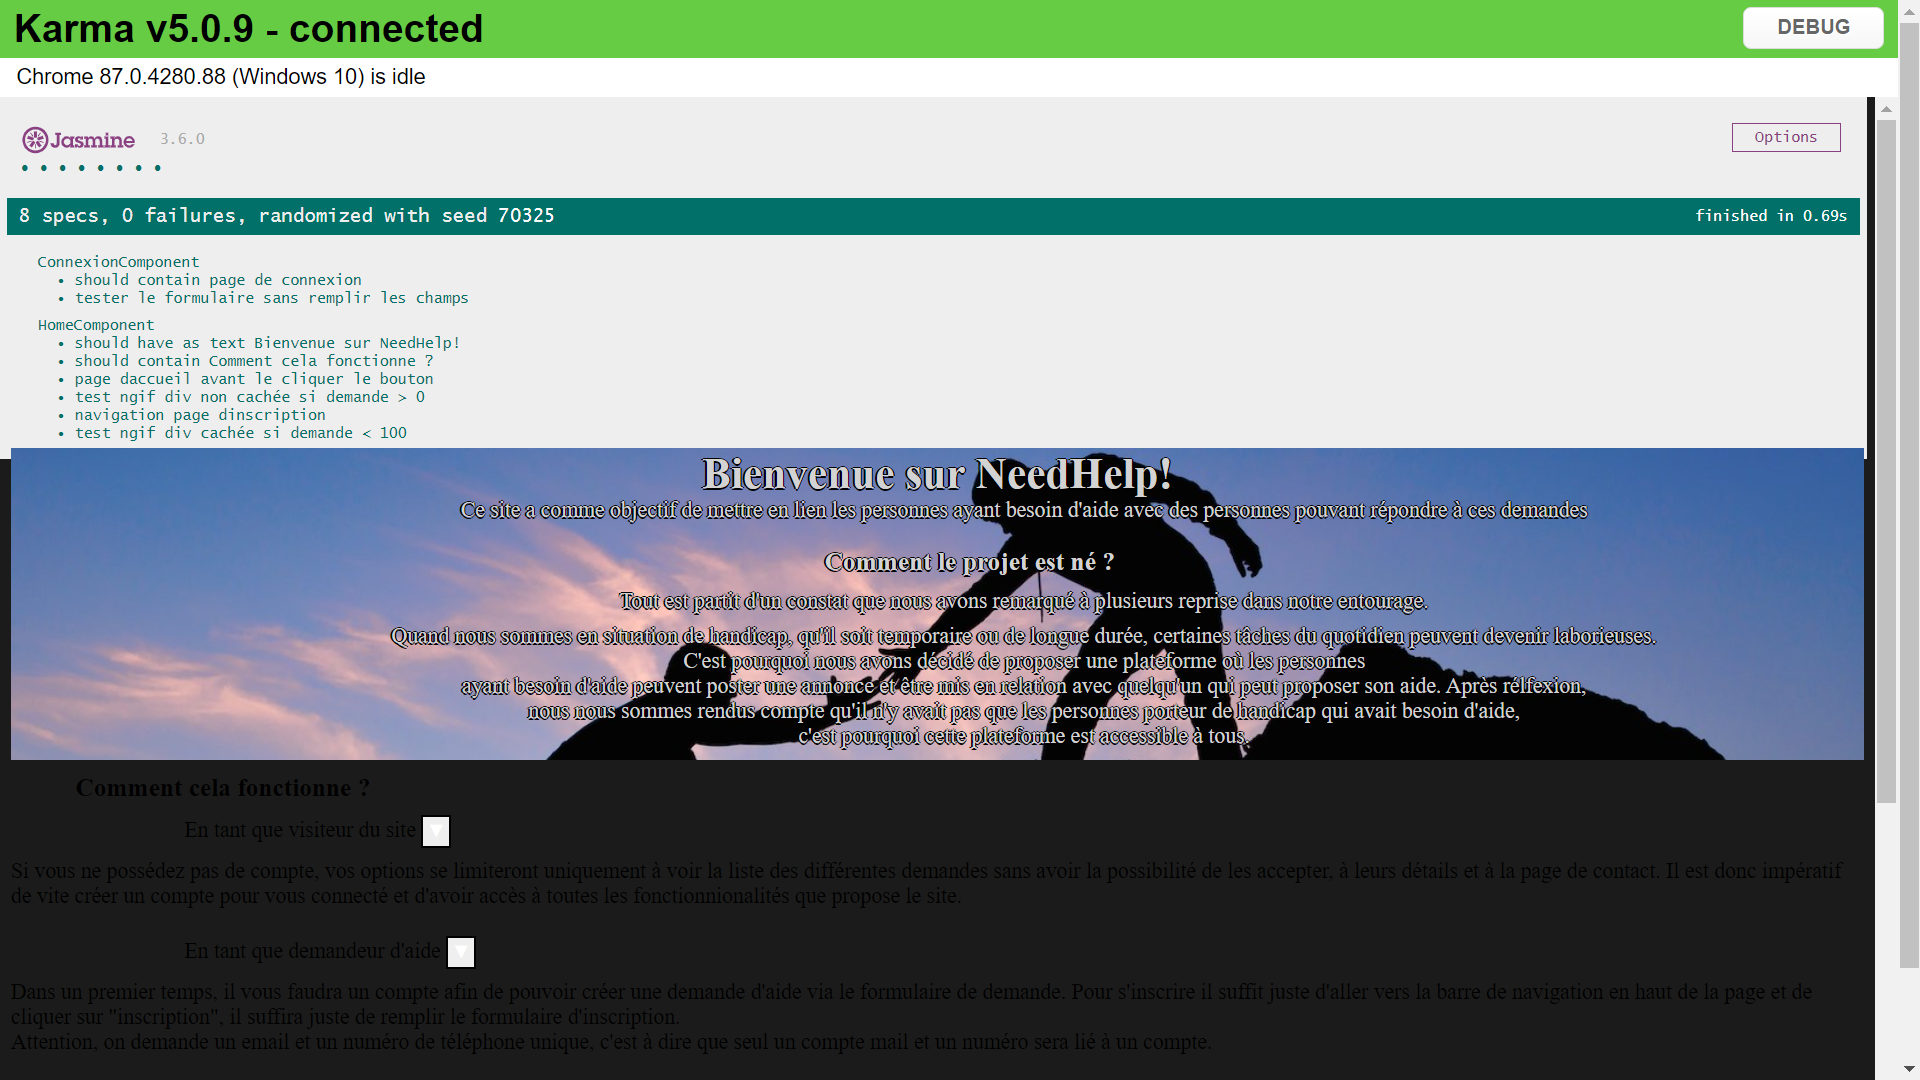 Karma v5.0.9 - connected
DEBUG
Chrome 87.0.4280.88 (Windows 10) is idle
Jasmine 3.6.0
Options
8 specs, 0 failures, randomized with seed 70325
finished in 0.69s
ConnexionComponent
• should contain page de connexion
• tester le formulaire sans remplir les champs
HomeComponent
• should have as text Bienvenue sur NeedHelp!
• should contain Comment cela fonctionne ?
• page daccueil avant le cliquer le bouton
• test ngif div non cachée si demande > 0
• navigation page dinscription
• test ngif div cachée si demande < 100
Bienvenue sur NeedHelp!
Ce site a comme objectif de mettre en lien les personnes ayant besoin d'aide avec des personnes pouvant répondre à ces demandes
Comment le projet est né ?
Tout est partit d'un constat que nous avons remarqué à plusieurs reprise dans notre entourage.
Quand nous sommes en situation de handicap, qu'il soit temporaire ou de longue durée, certaines tâches du quotidien peuvent devenir laborieuses.
C'est pourquoi nous avons décidé de proposer une plateforme où les personnes
ayant besoin d'aide peuvent poster une annonce et être mis en relation avec quelqu'un qui peut proposer son aide. Après rélfexion,
nous nous sommes rendus compte qu'il n'y avait pas que les personnes porteur de handicap qui avait besoin d'aide,
c'est pourquoi cette plateforme est accessible à tous.
Comment cela fonctionne ?
En tant que visiteur du site ▼
Si vous ne possédez pas de compte, vos options se limiteront uniquement à voir la liste des différentes demandes sans avoir la possibilité de les accepter, à leurs détails et à la page de contact. Il est donc impératif
de vite créer un compte pour vous connecté et d'avoir accès à toutes les fonctionnionalités que propose le site.
En tant que demandeur d'aide ▼
Dans un premier temps, il vous faudra un compte afin de pouvoir créer une demande d'aide via le formulaire de demande. Pour s'inscrire il suffit juste d'aller vers la barre de navigation en haut de la page et de
cliquer sur "inscription", il suffira juste de remplir le formulaire d'inscription.
Attention, on demande un email et un numéro de téléphone unique, c'est à dire que seul un compte mail et un numéro sera lié à un compte.